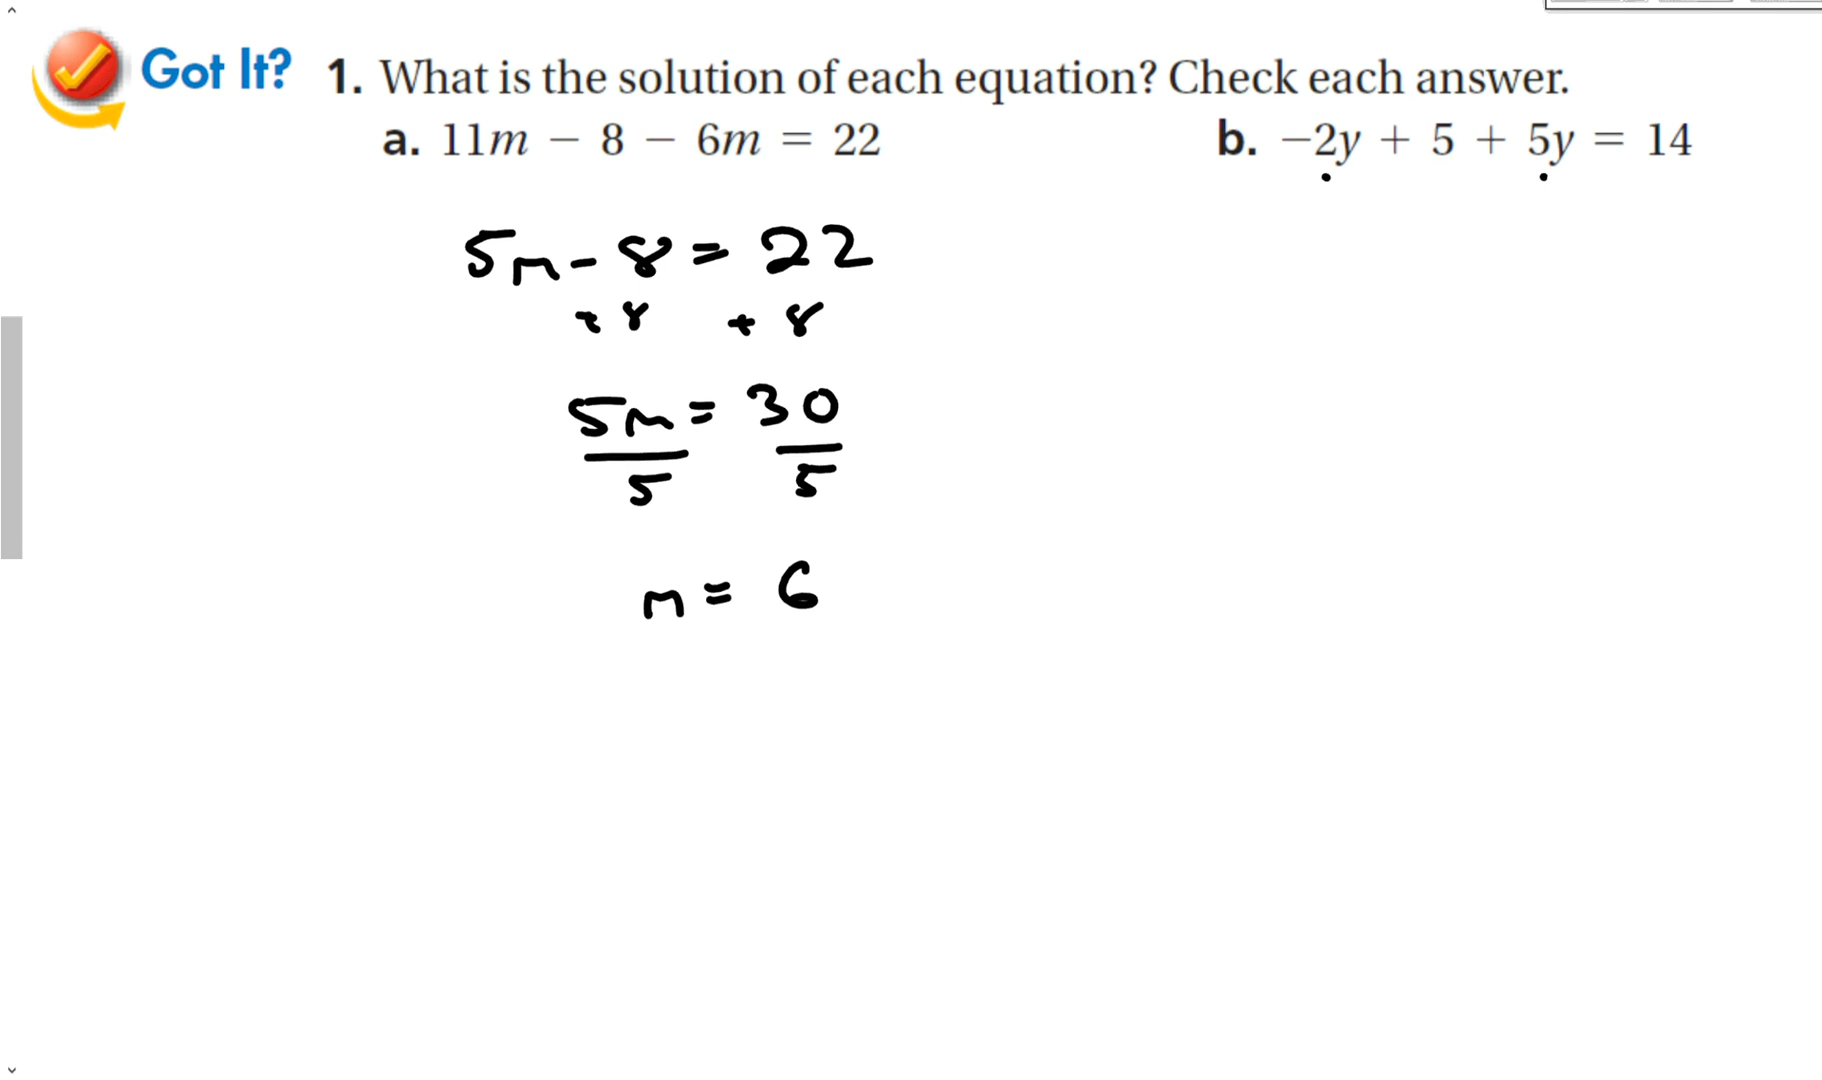 Got It? 1. What is the solution of each equation? Check each answer.
a. 11m − 8 − 6m = 22
b. −2y + 5 + 5y = 14
5m - 8 = 22
+8 +8
5m = 30
5 5
m = 6